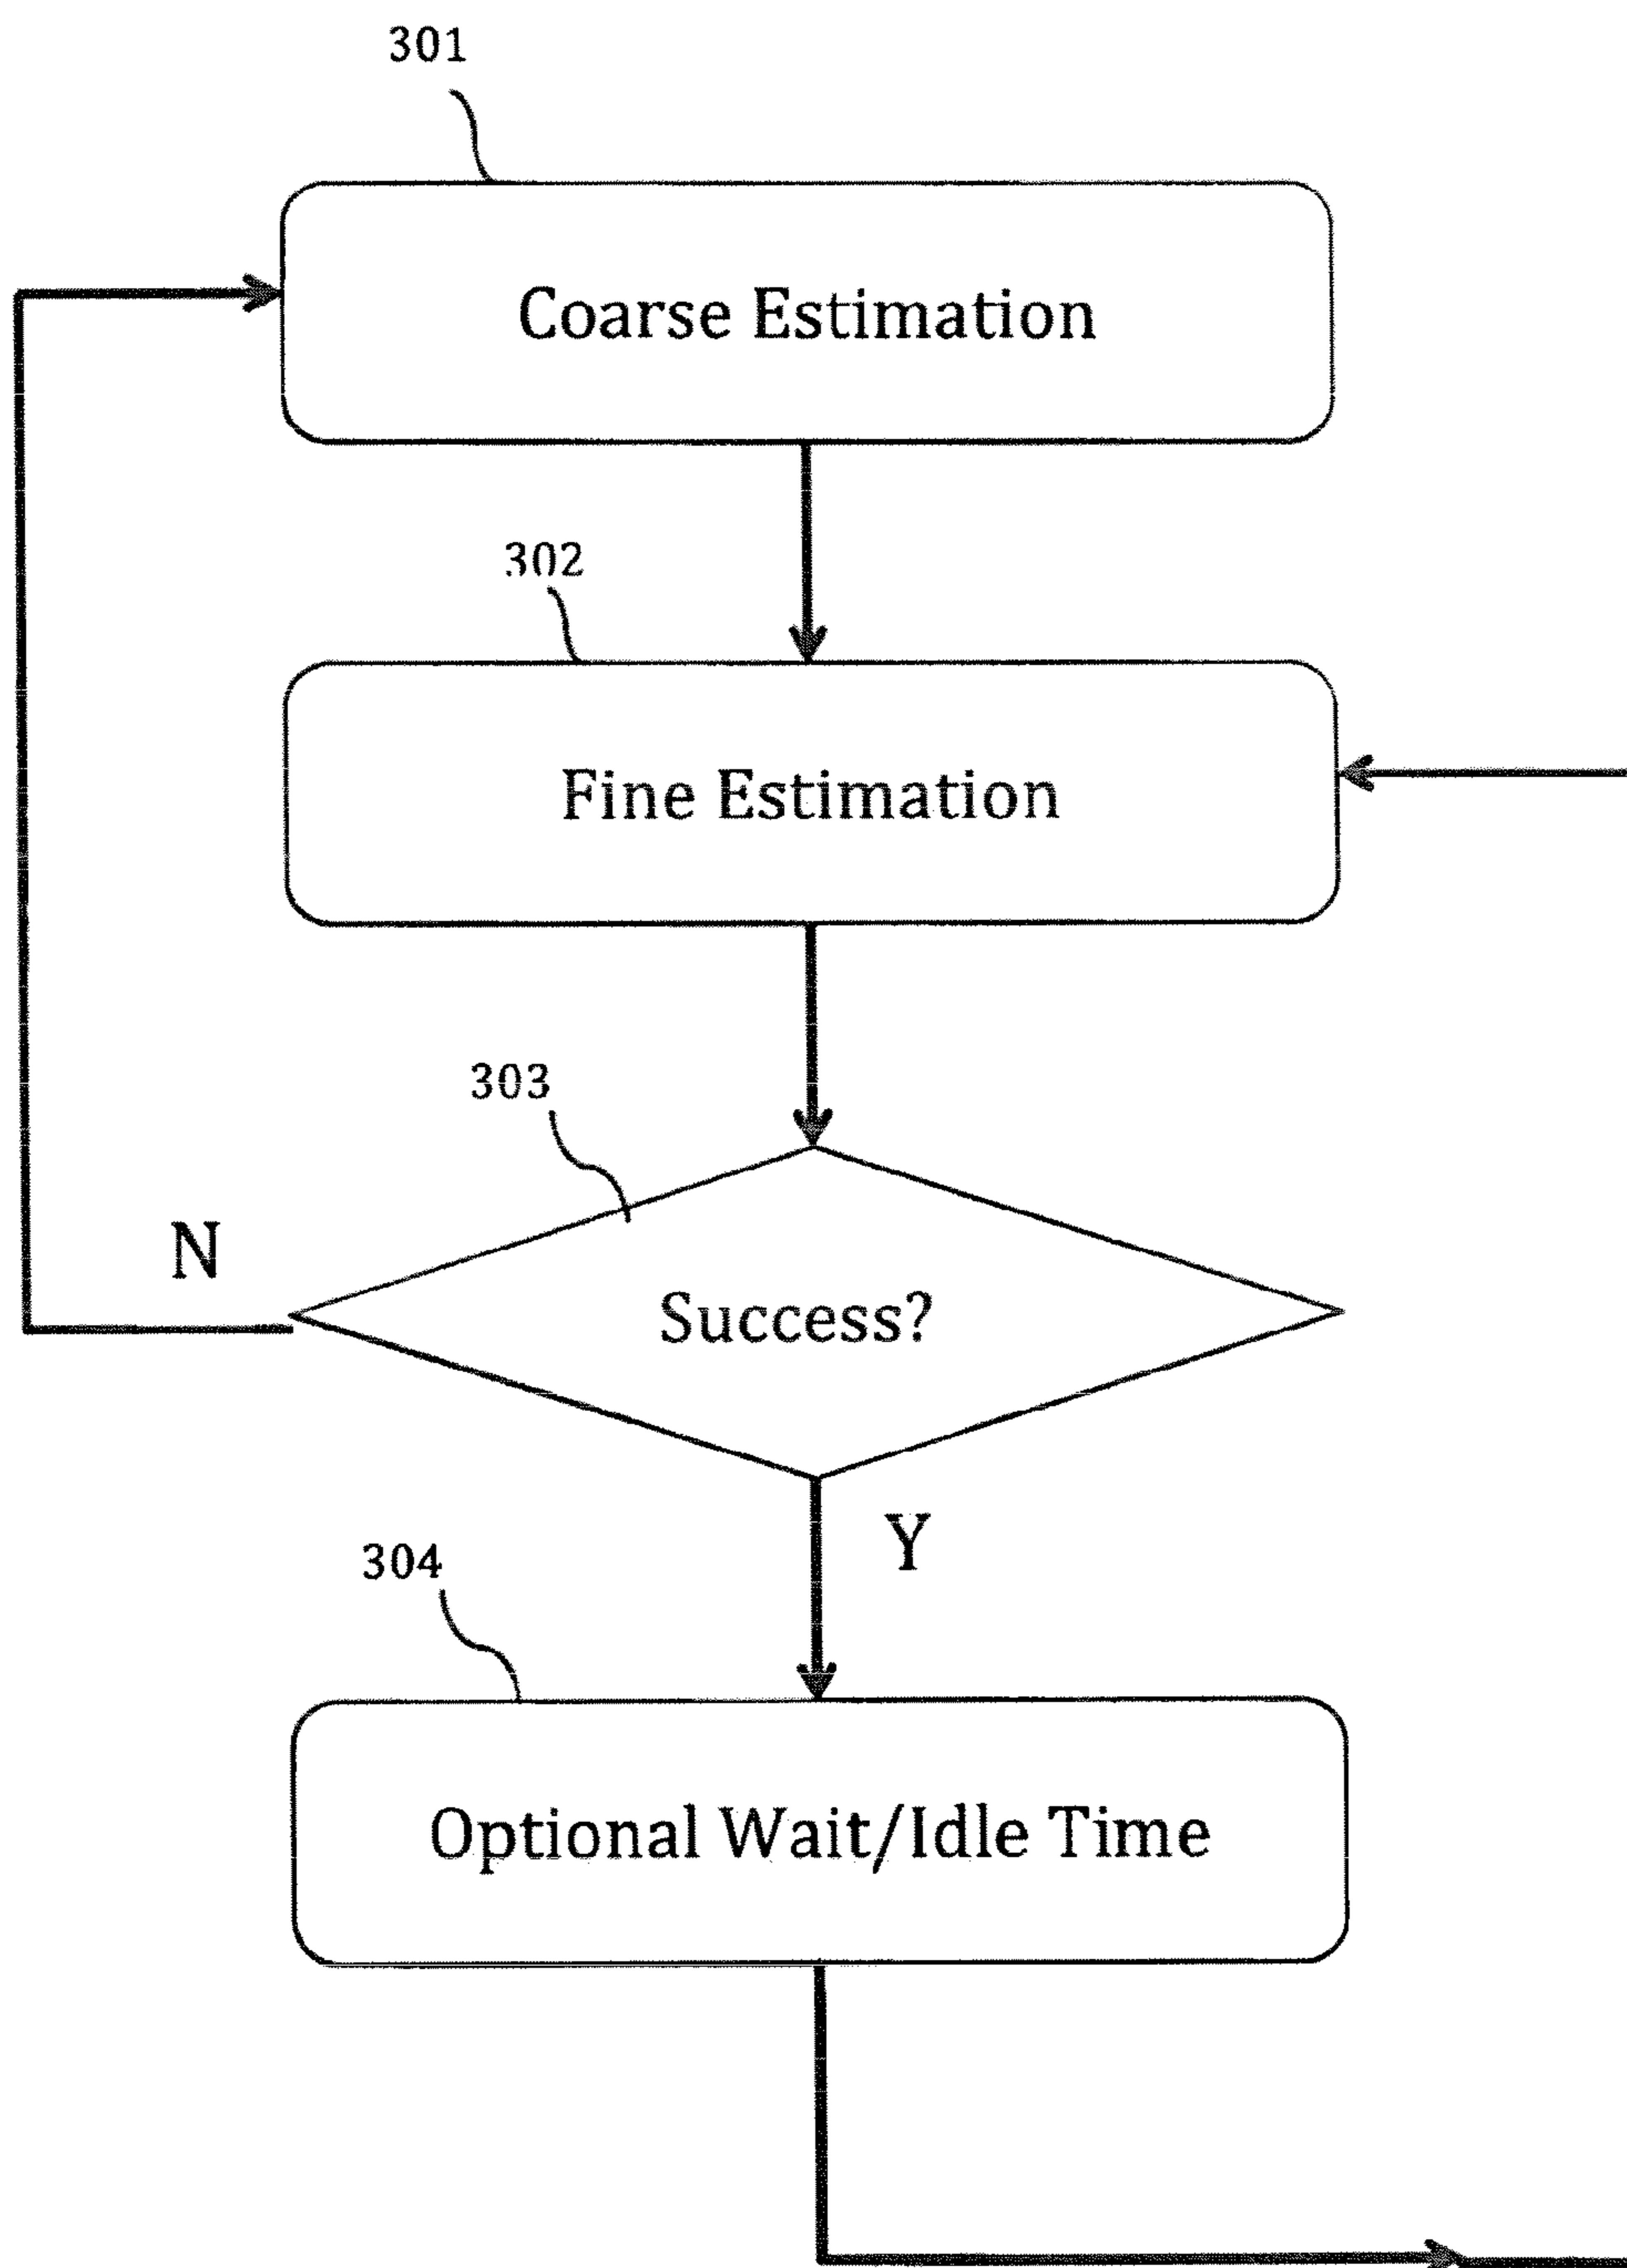 301
Coarse Estimation
302
Fine Estimation
303
N
Success?
Y
304
Optional Wait/Idle Time